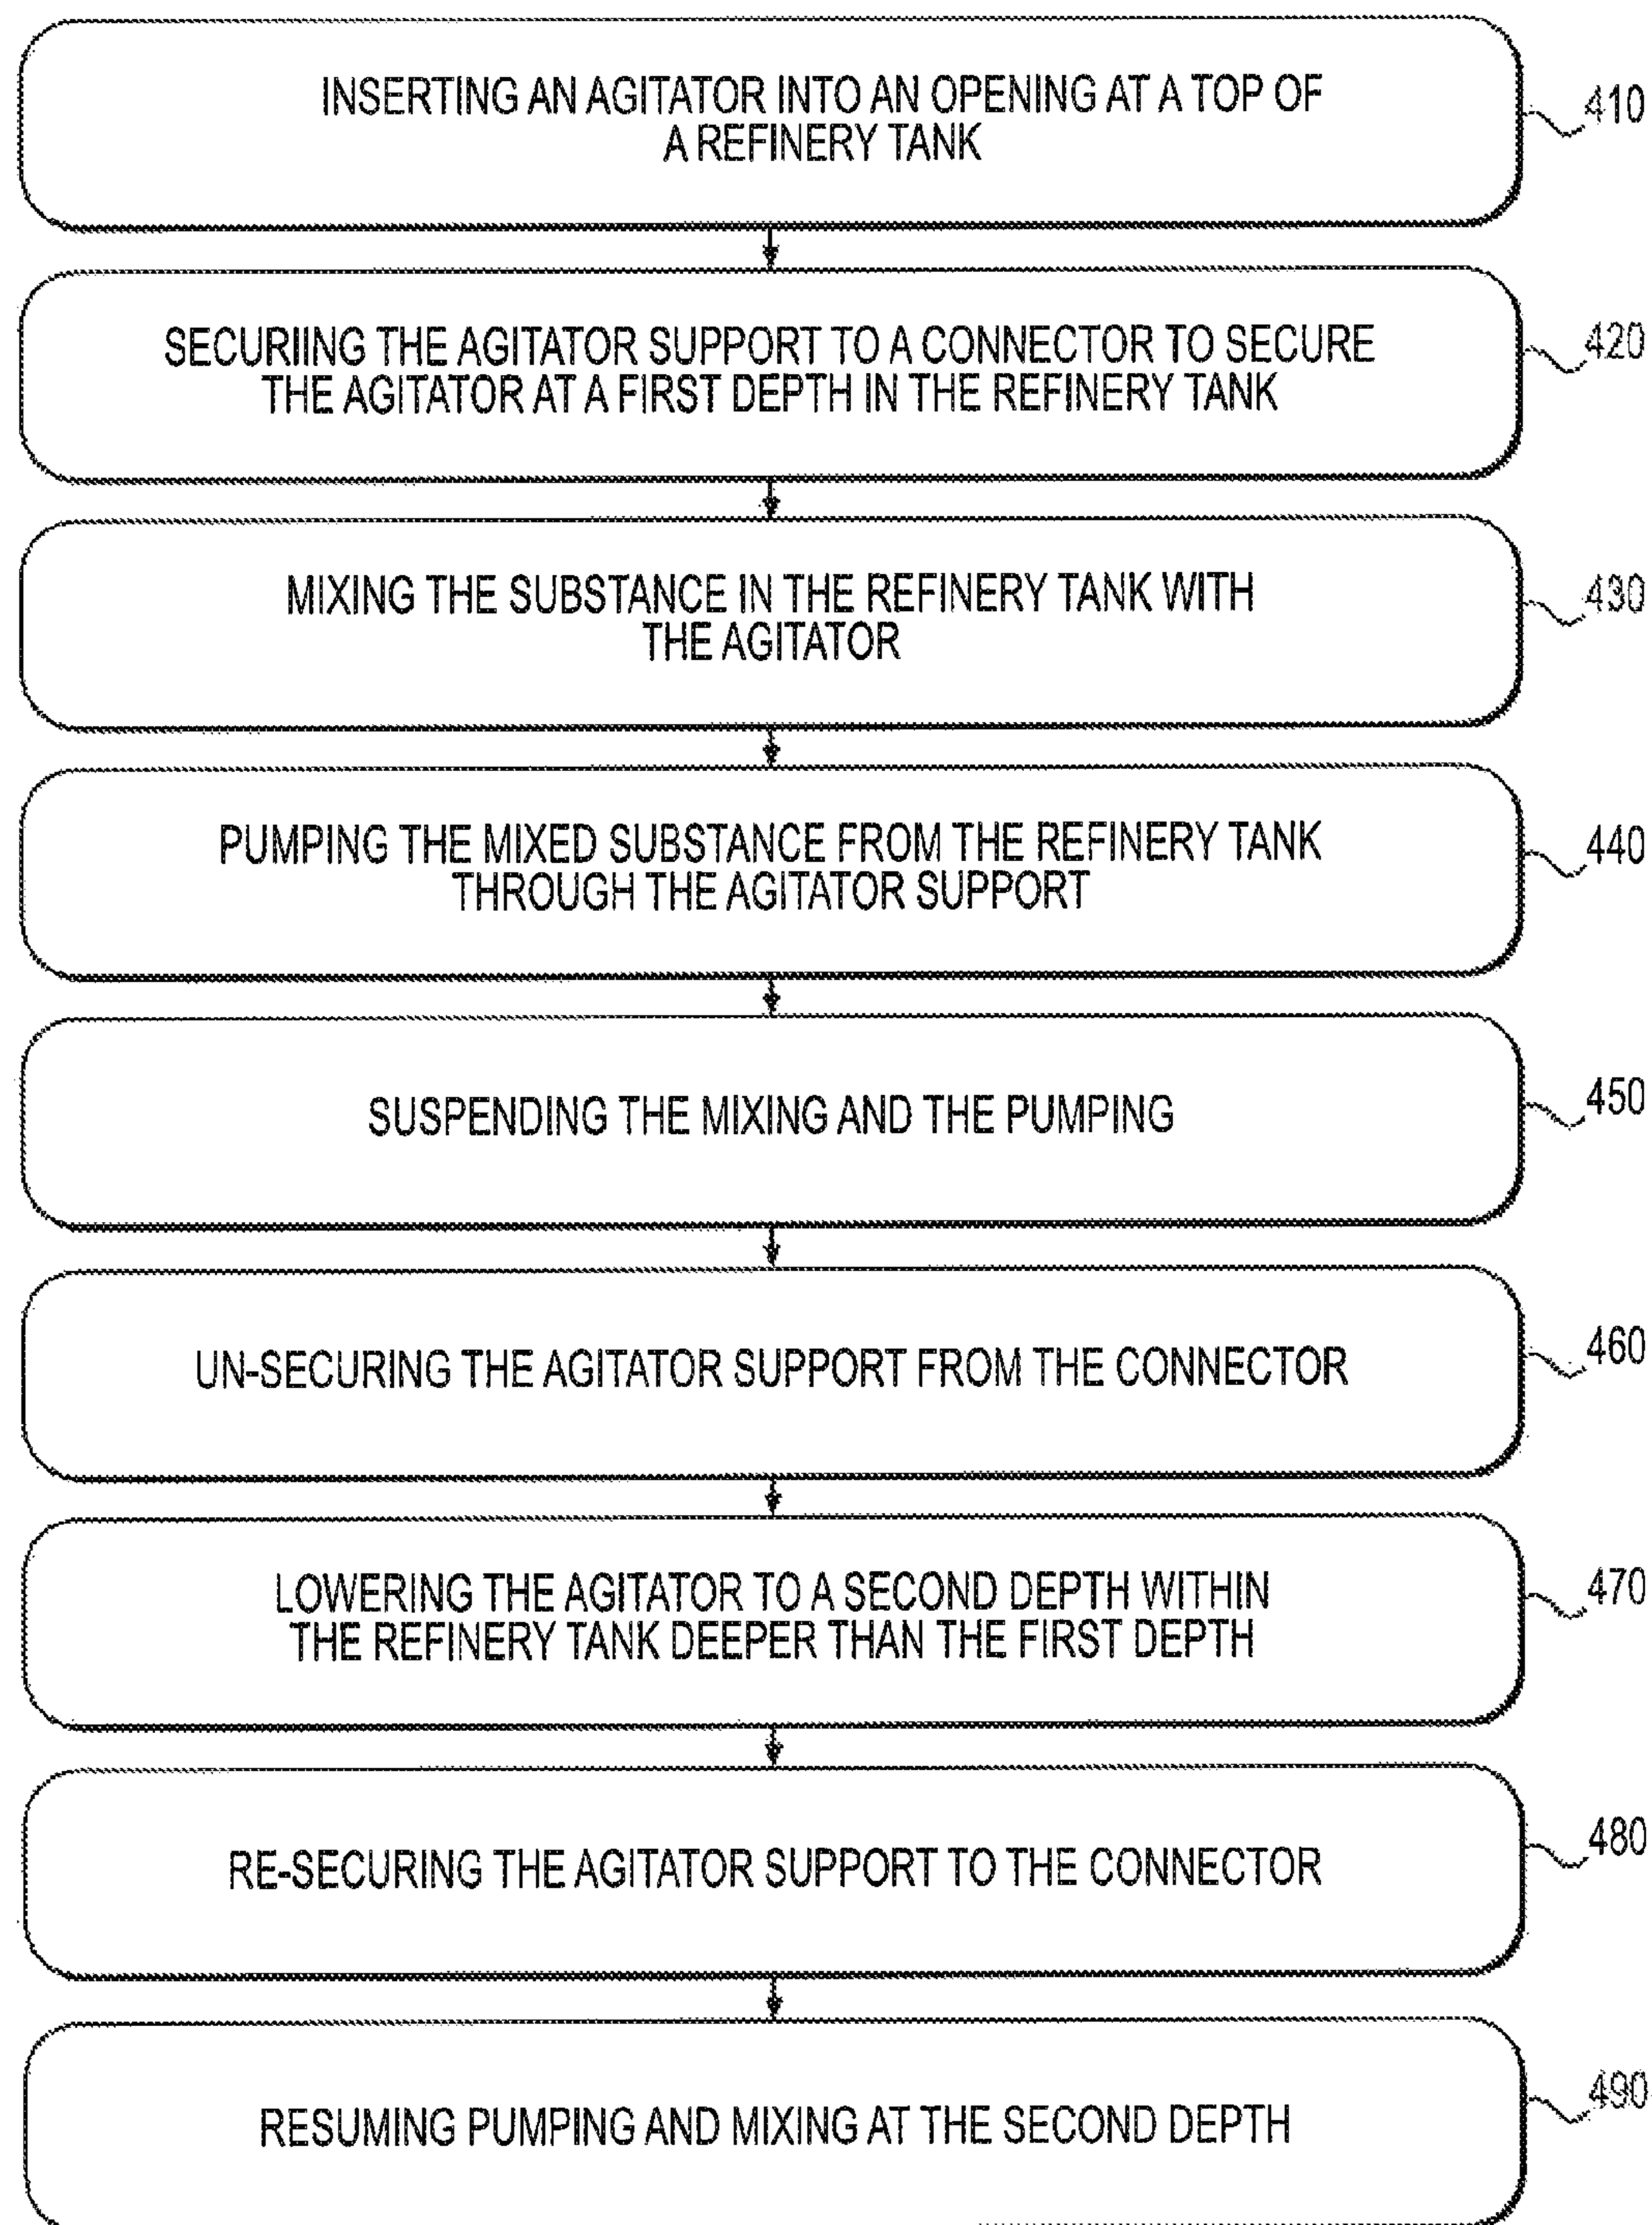 INSERTING AN AGITATOR INTO AN OPENING AT A TOP OF
A REFINERY TANK
410
SECURIING THE AGITATOR SUPPORT TO A CONNECTOR TO SECURE
THE AGITATOR AT A FIRST DEPTH IN THE REFINERY TANK
420
MIXING THE SUBSTANCE IN THE REFINERY TANK WITH
THE AGITATOR
430
PUMPING THE MIXED SUBSTANCE FROM THE REFINERY TANK
THROUGH THE AGITATOR SUPPORT
440
SUSPENDING THE MIXING AND THE PUMPING
450
UN-SECURING THE AGITATOR SUPPORT FROM THE CONNECTOR
460
LOWERING THE AGITATOR TO A SECOND DEPTH WITHIN
THE REFINERY TANK DEEPER THAN THE FIRST DEPTH
470
RE-SECURING THE AGITATOR SUPPORT TO THE CONNECTOR
480
RESUMING PUMPING AND MIXING AT THE SECOND DEPTH
490